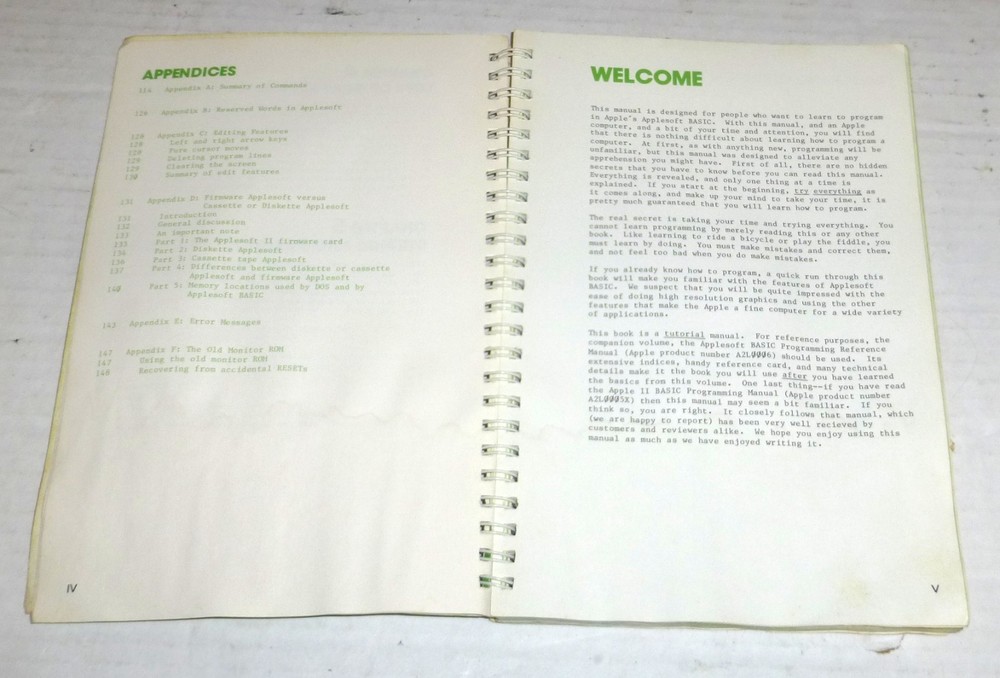 APPENDICES
114 Appendix A: Summary of Commands
126 Appendix B: Reserved Words in Applesoft
128 Appendix C: Editing Features
128 Left and right arrow keys
128 Pure cursor moves
129 Deleting program lines
129 Clearing the screen
130 Summary of edit features
131 Appendix D: Firmware Applesoft versus
Cassette or Diskette Applesoft
131 Introduction
132 General discussion
133 An important note
133 Part 1: The Applesoft II firmware card
134 Part 2: Diskette Applesoft
136 Part 3: Cassette tape Applesoft
137 Part 4: Differences between diskette or cassette
Applesoft and firmware Applesoft
140 Part 5: Memory locations used by DOS and by
Applesoft BASIC
143 Appendix E: Error Messages
147 Appendix F: The Old Monitor ROM
147 Using the old monitor ROM
148 Recovering from accidental RESETs
IV
WELCOME
This manual is designed for people who want to learn to program
in Apple's Applesoft BASIC. With this manual, and an Apple
computer, and a bit of your time and attention, you will find
that there is nothing difficult about learning how to program a
computer. At first, as with anything new, programming will be
unfamiliar, but this manual was designed to alleviate any
apprehension you might have. First of all, there are no hidden
secrets that you have to know before you can read this manual.
Everything is revealed, and only one thing at a time is
explained. If you start at the beginning, try everything as
it comes along, and make up your mind to take your time, it is
pretty much guaranteed that you will learn how to program.
The real secret is taking your time and trying everything. You
cannot learn programming by merely reading this or any other
book. Like learning to ride a bicycle or play the fiddle, you
must learn by doing. You must make mistakes and correct them,
and not feel too bad when you do make mistakes.
If you already know how to program, a quick run through this
book will make you familiar with the features of Applesoft
BASIC. We suspect that you will be quite impressed with the
ease of doing high resolution graphics and using the other
features that make the Apple a fine computer for a wide variety
of applications.
This book is a tutorial manual. For reference purposes, the
companion volume, the Applesoft BASIC Programming Reference
Manual (Apple product number A2L0006) should be used. Its
extensive indices, handy reference card, and many technical
details make it the book you will use after you have learned
the basics from this volume. One last thing--if you have read
the Apple II BASIC Programming Manual (Apple product number
A2L0005X) then this manual may seem a bit familiar. If you
think so, you are right. It closely follows that manual, which
(we are happy to report) has been very well recieved by
customers and reviewers alike. We hope you enjoy using this
manual as much as we have enjoyed writing it.
V